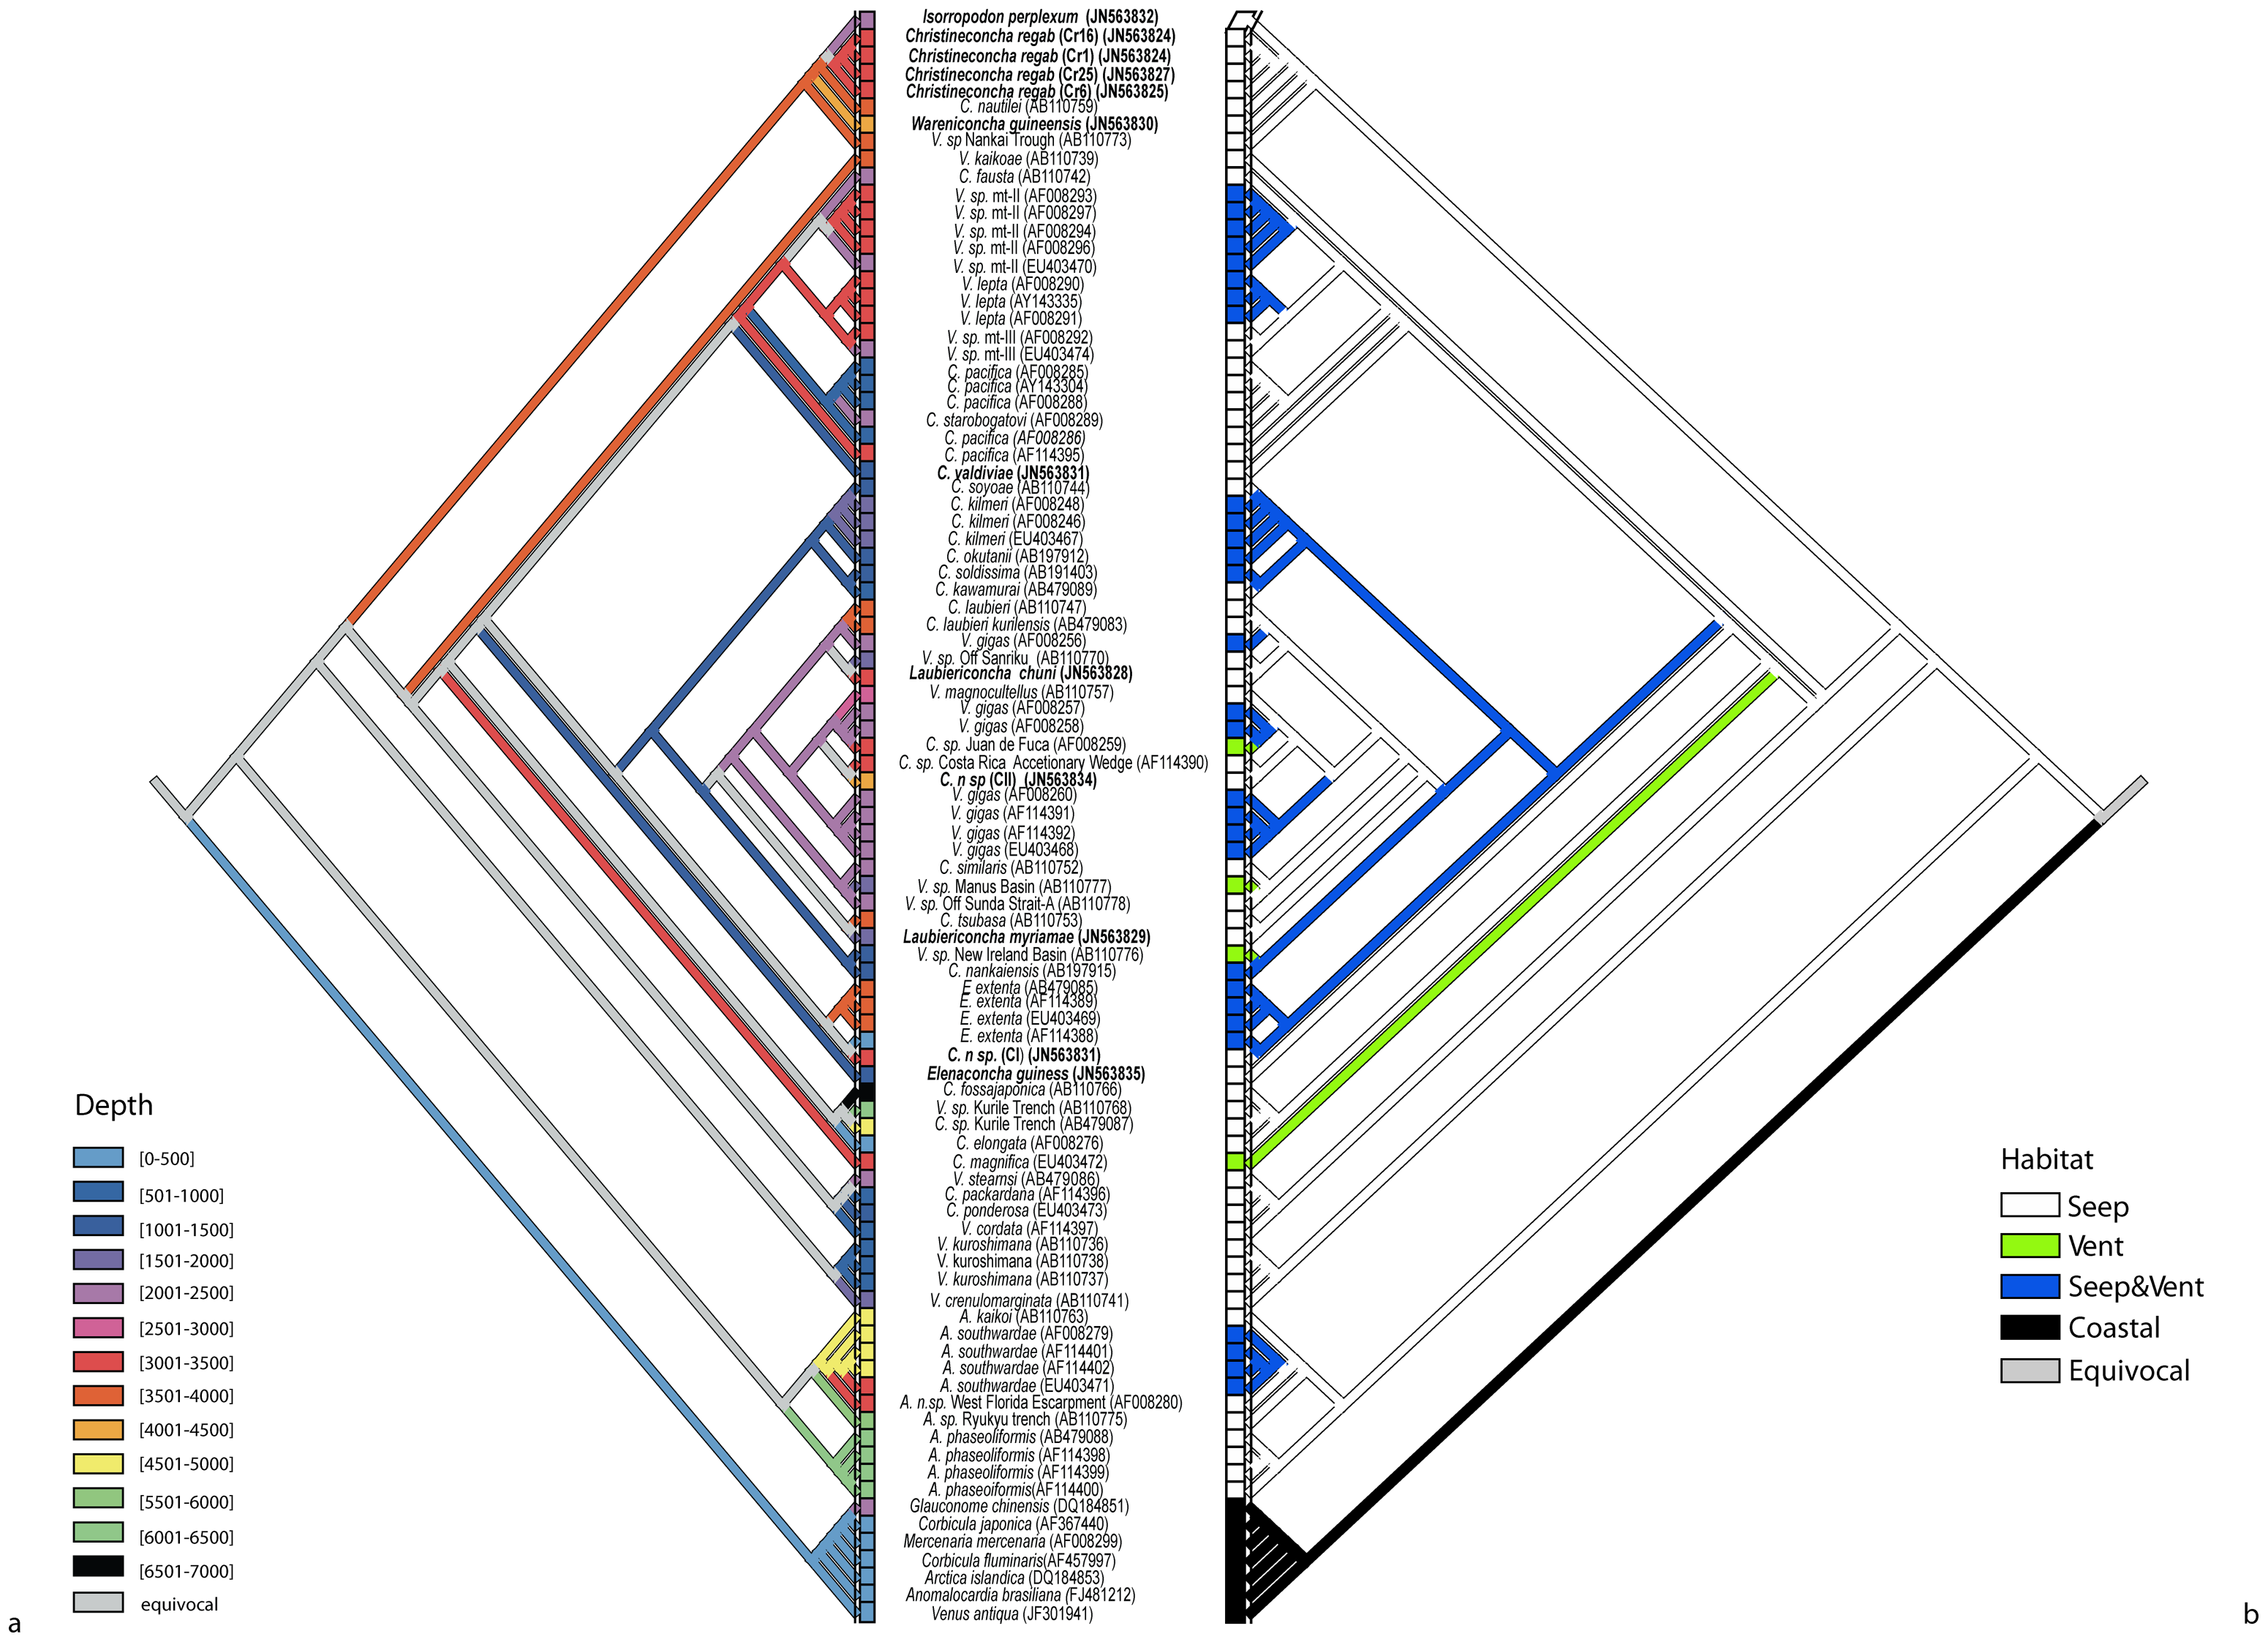 Isorropodon perplexum (JN563832)
Christineconcha regab (Cr16) (JN563824)
Christineconcha regab (Cr1) (JN563824)
Christineconcha regab (Cr25) (JN563827)
Christineconcha regab (Cr6) (JN563825)
C. nautilei (AB110759)
Wareniconcha guineensis (JN563830)
V. sp Nankai Trough (AB110773)
V. kaikoae (AB110739)
C. fausta (AB110742)
V. sp. mt-II (AF008293)
V. sp. mt-II (AF008297)
V. sp. mt-II (AF008294)
V. sp. mt-II (AF008296)
V. sp. mt-II (EU403470)
V. lepta (AF008290)
V. lepta (AY143335)
V. lepta (AF008291)
V. sp. mt-III (AF008292)
V. sp. mt-III (EU403474)
C. pacifica (AF008285)
C. pacifica (AY143304)
C. pacifica (AF008288)
C. starobogatovi (AF008289)
C. pacifica (AF008286)
C. pacifica (AF114395)
C. valdiviae (JN563831)
C. soyoae (AB110744)
C. kilmeri (AF008248)
C. kilmeri (AF008246)
C. kilmeri (EU403467)
C. okutanii (AB197912)
C. soldissima (AB191403)
C. kawamurai (AB479089)
C. laubieri (AB110747)
C. laubieri kurilensis (AB479083)
V. gigas (AF008256)
V. sp. Off Sanriku (AB110770)
Laubiericoncha chuni (JN563828)
V. magnocultellus (AB110757)
V. gigas (AF008257)
V. gigas (AF008258)
C. sp. Juan de Fuca (AF008259)
C. sp. Costa Rica Accetionary Wedge (AF114390)
C. n sp (CII) (JN563834)
V. gigas (AF008260)
V. gigas (AF114391)
V. gigas (AF114392)
V. gigas (EU403468)
C. similaris (AB110752)
V. sp. Manus Basin (AB110777)
V. sp. Off Sunda Strait-A (AB110778)
C. tsubasa (AB110753)
Laubiericoncha myriamae (JN563829)
V. sp. New Ireland Basin (AB110776)
C. nankaiensis (AB197915)
E extenta (AB479085)
E. extenta (AF114389)
E. extenta (EU403469)
E. extenta (AF114388)
C. n sp. (CI) (JN563831)
Elenaconcha guiness (JN563835)
C. fossajaponica (AB110766)
V. sp. Kurile Trench (AB110768)
C. sp. Kurile Trench (AB479087)
C. elongata (AF008276)
C. magnifica (EU403472)
V. stearnsi (AB479086)
C. packardana (AF114396)
C. ponderosa (EU403473)
V. cordata (AF114397)
V. kuroshimana (AB110736)
V. kuroshimana (AB110738)
V. kuroshimana (AB110737)
V. crenulomarginata (AB110741)
A. kaikoi (AB110763)
A. southwardae (AF008279)
A. southwardae (AF114401)
A. southwardae (AF114402)
A. southwardae (EU403471)
A. n.sp. West Florida Escarpment (AF008280)
A. sp. Ryukyu trench (AB110775)
A. phaseoliformis (AB479088)
A. phaseoliformis (AF114398)
A. phaseoliformis (AF114399)
A. phaseoiformis(AF114400)
Glauconome chinensis (DQ184851)
Corbicula japonica (AF367440)
Mercenaria mercenaria (AF008299)
Corbicula fluminaris(AF457997)
Arctica islandica (DQ184853)
Anomalocardia brasiliana (FJ481212)
Venus antiqua (JF301941)
Depth
[0-500]
[501-1000]
[1001-1500]
[1501-2000]
[2001-2500]
[2501-3000]
[3001-3500]
[3501-4000]
[4001-4500]
[4501-5000]
[5501-6000]
[6001-6500]
[6501-7000]
equivocal
a
Habitat
Seep
Vent
Seep&Vent
Coastal
Equivocal
b